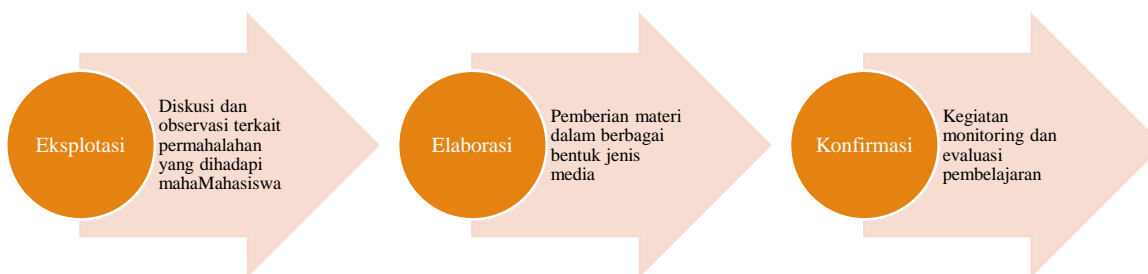 Eksplotasi
Diskusi dan
observasi terkait
permahalahan
yang dihadapi
mahaMahasiswa
Elaborasi
Pemberian materi
dalam berbagai
bentuk jenis
media
Konfirmasi
Kegiatan
monitoring dan
evaluasi
pembelajaran